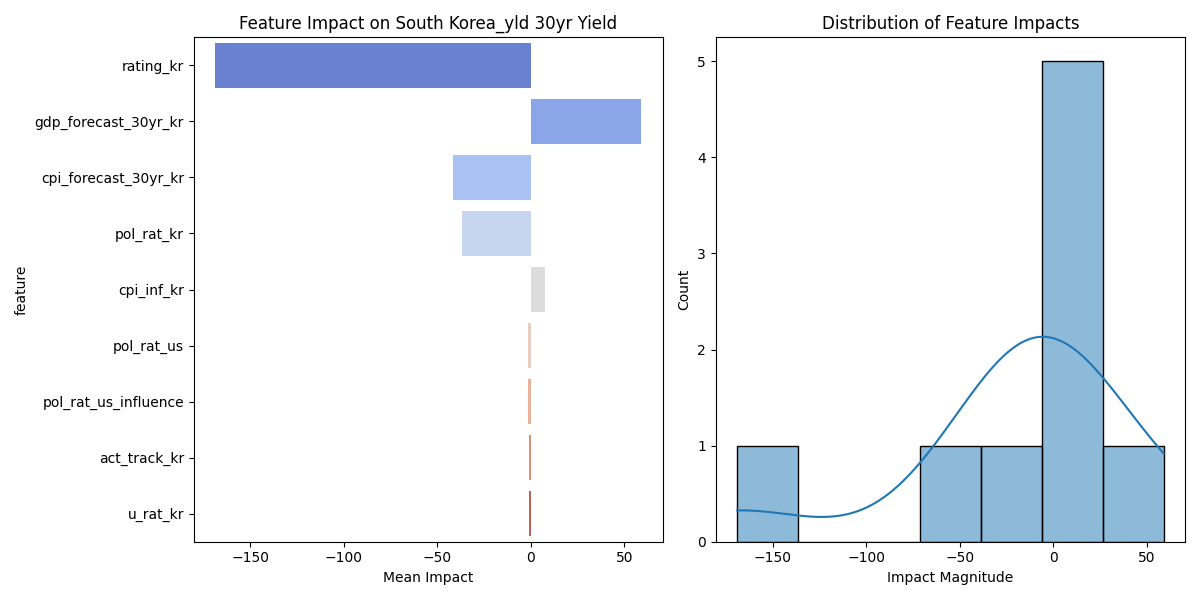 Feature Impact on South Korea_yld 30yr Yield
feature
rating_kr
gdp_forecast_30yr_kr
cpi_forecast_30yr_kr
pol_rat_kr
cpi_inf_kr
pol_rat_us
pol_rat_us_influence
act_track_kr
u_rat_kr
−150 −100 −50 0 50
Mean Impact
Distribution of Feature Impacts
Count
5
4
3
2
1
0
−150 −100 −50 0 50
Impact Magnitude